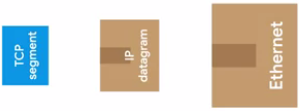 TCP
segment
IP
datagram
Ethernet